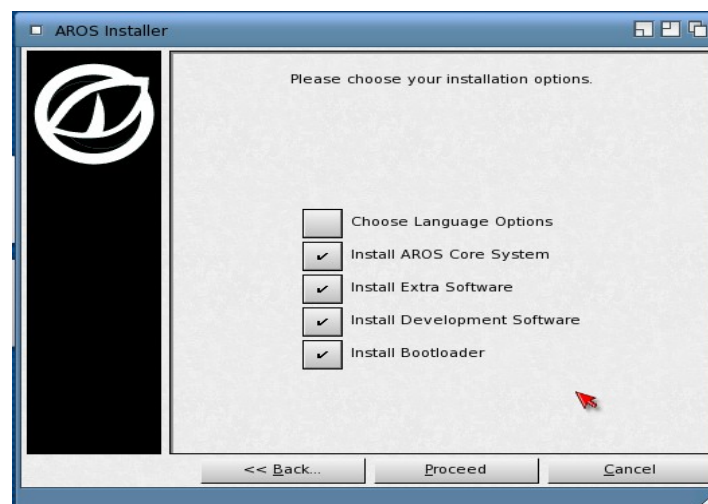 AROS Installer
Please choose your installation options.
Choose Language Options
Install AROS Core System
Install Extra Software
Install Development Software
Install Bootloader
<< Back...
Proceed
Cancel